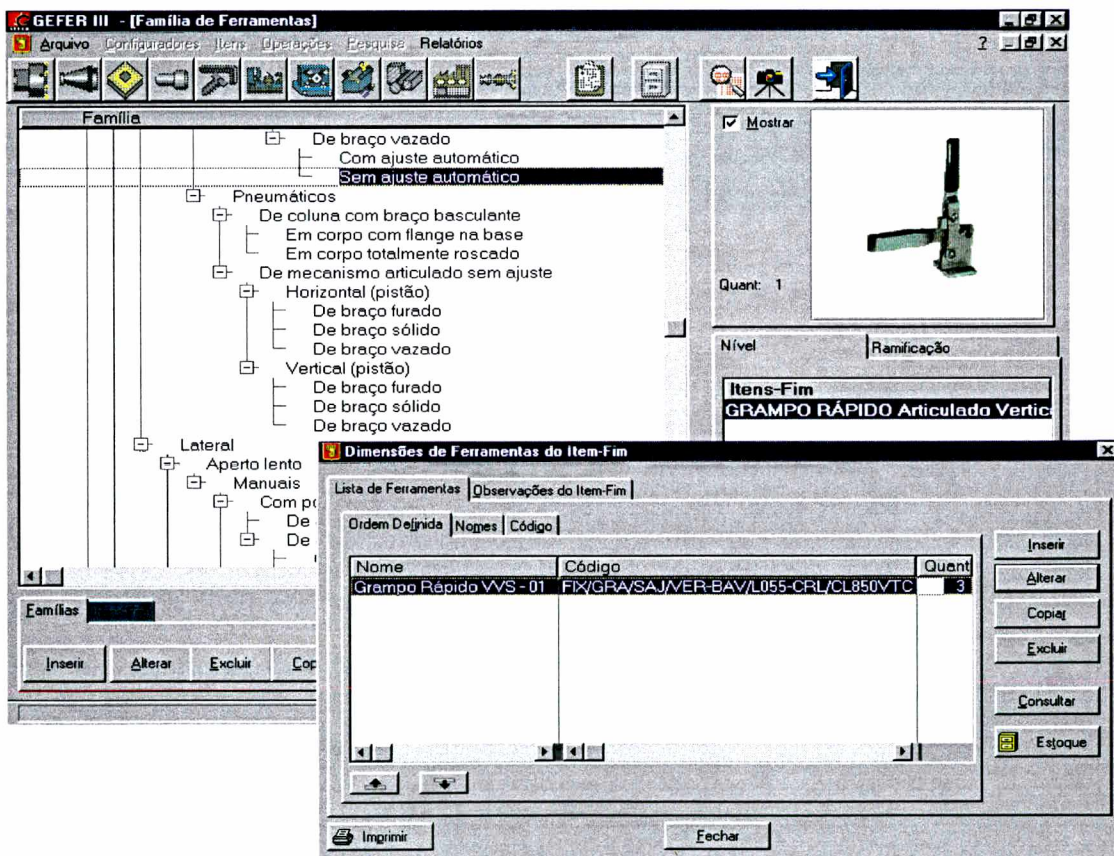 GEFER III - [Família de Ferramentas]
Arquivo Configuradores Itens Operações Pesquisa Relatórios ?
Família
De braço vazado
Com ajuste automático
Sem ajuste automático
Pneumáticos
De coluna com braço basculante
Em corpo com flange na base
Em corpo totalmente roscado
De mecanismo articulado sem ajuste
Horizontal (pistão)
De braço furado
De braço sólido
De braço vazado
Vertical (pistão)
De braço furado
De braço sólido
De braço vazado
Lateral
Aperto lento
Manuais
Com po
De
De
Mostrar
Quant: 1
Nível Ramificação
Itens-Fim
GRAMPO RÁPIDO Articulado Vertic
Famílias
Inserir Alterar Excluir Cop
Dimensões de Ferramentas do Item-Fim
Lista de Ferramentas Observações do Item-Fim
Ordem Definida Nomes Código
Nome Código Quant
Grampo Rápido VVS - 01 FIX/GRA/SAJ/VER-BAV/L055-CRL/CL850VTC 3
Inserir
Alterar
Copiar
Excluir
Consultar
Estoque
Imprimir Fechar